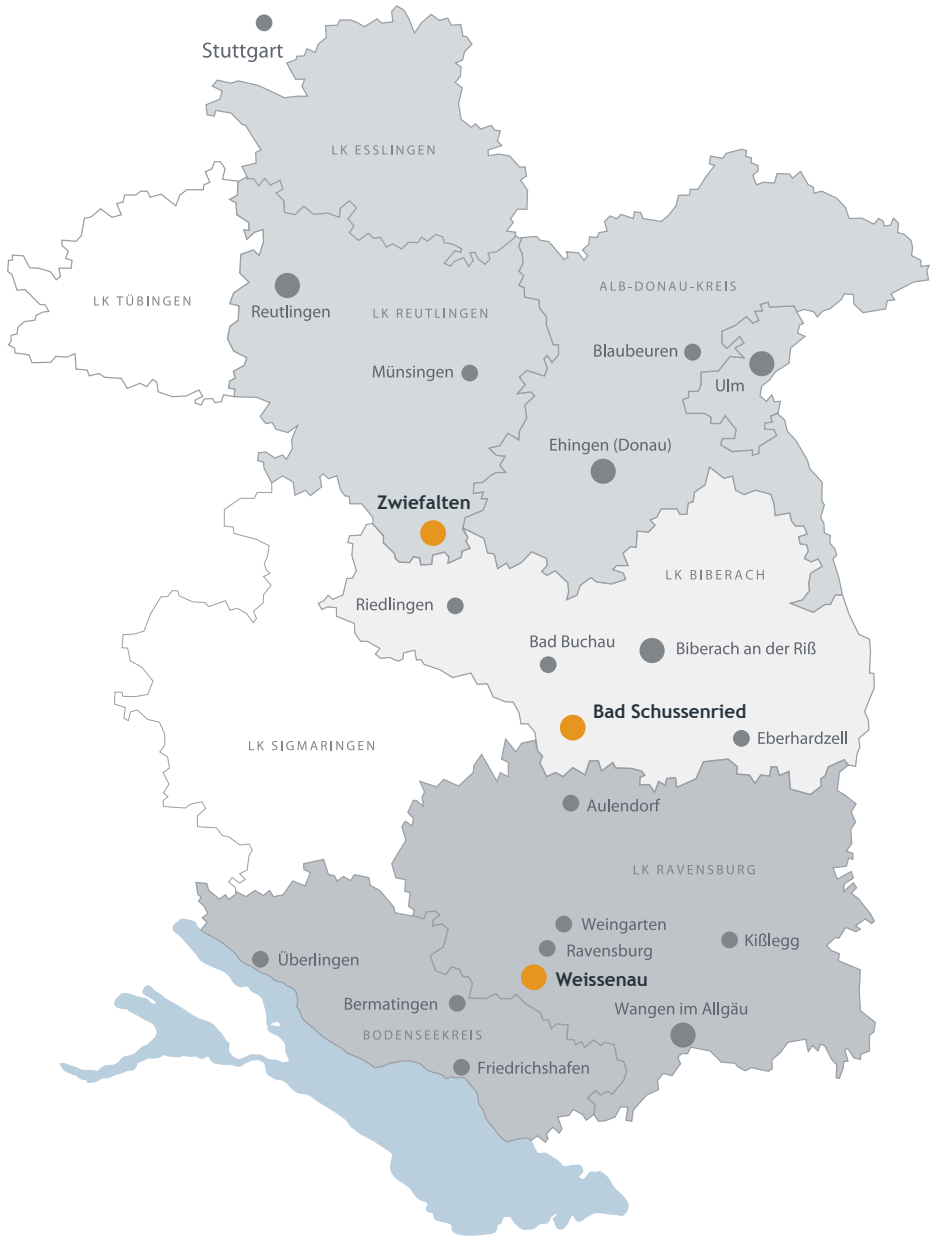 Stuttgart
LK ESSLINGEN
LK TÜBINGEN
ALB-DONAU-KREIS
Reutlingen
LK REUTLINGEN
Blaubeuren
Münsingen
Ulm
Ehingen (Donau)
Zwiefalten
LK BIBERACH
Riedlingen
Bad Buchau
Biberach an der Riß
Bad Schussenried
Eberhardzell
LK SIGMARINGEN
Aulendorf
LK RAVENSBURG
Weingarten
Kißlegg
Ravensburg
Überlingen
Weissenau
Bermatingen
Wangen im Allgäu
BODENSEEKREIS
Friedrichshafen